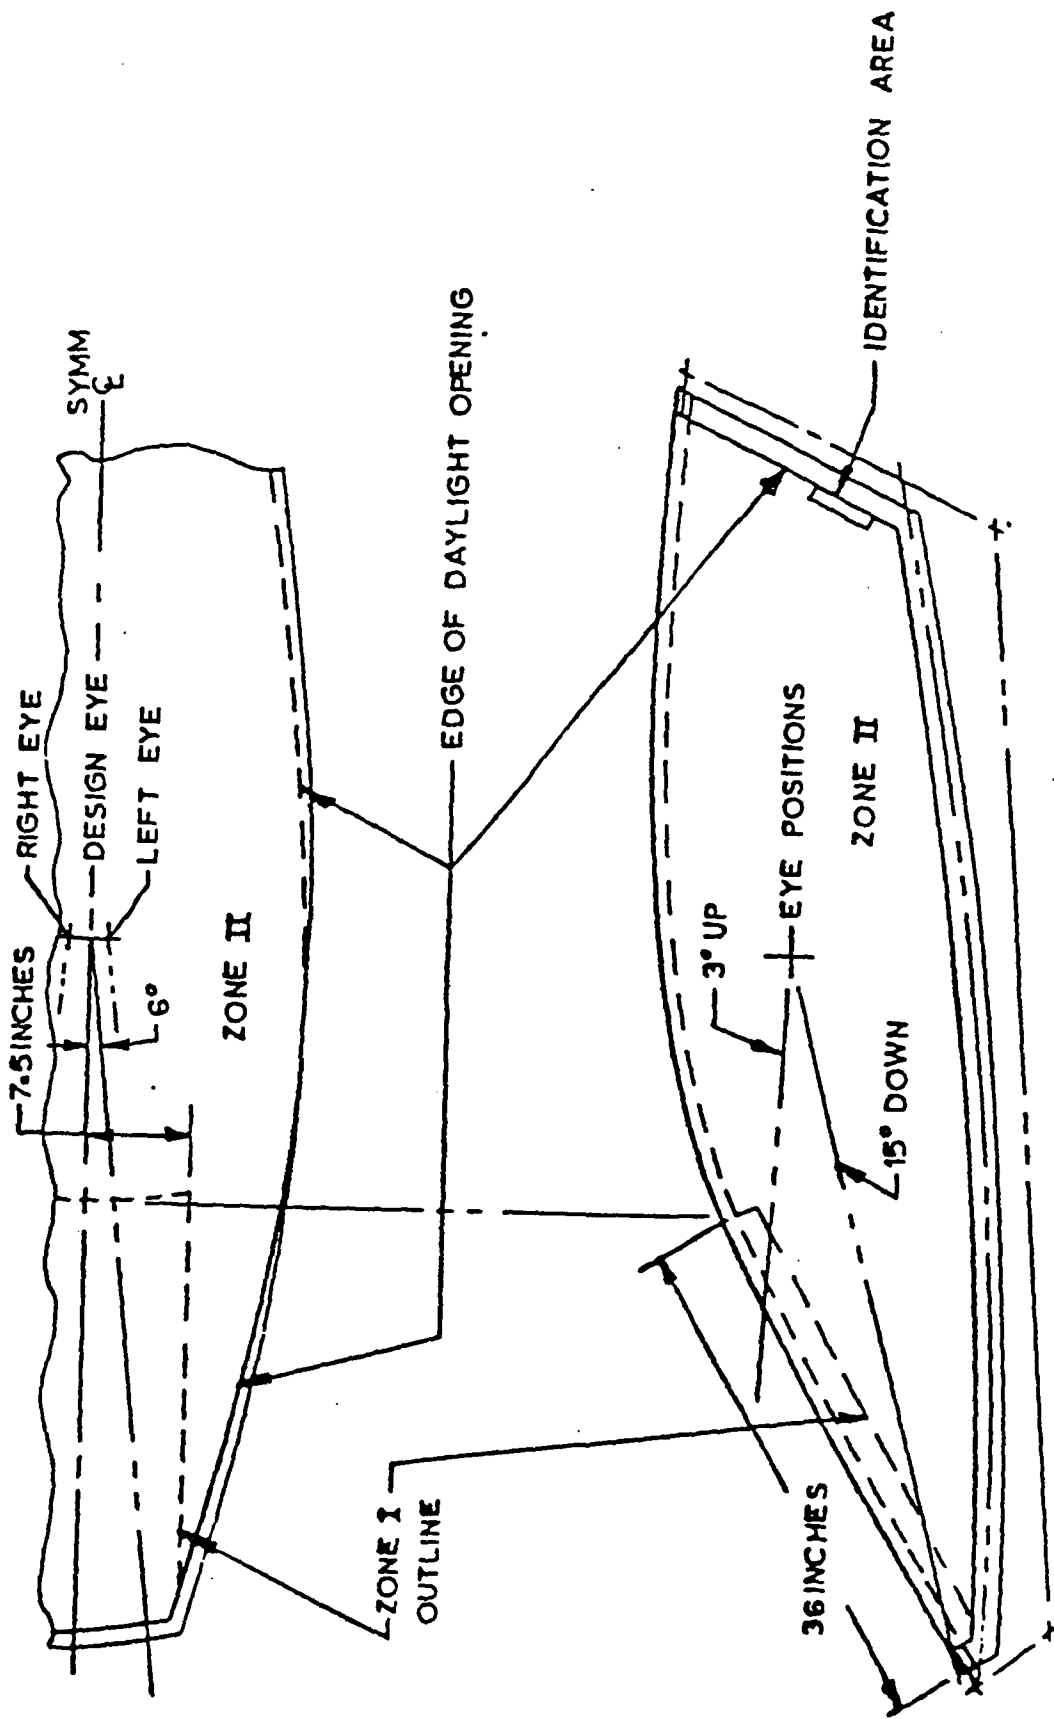 SYMM
℄
RIGHT EYE
DESIGN EYE
LEFT EYE
7.5 INCHES
6°
ZONE II
EDGE OF DAYLIGHT OPENING
ZONE I
OUTLINE
IDENTIFICATION AREA
EYE POSITIONS
ZONE II
3° UP
15° DOWN
36 INCHES